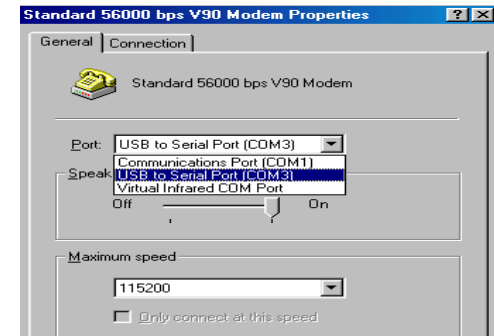 Standard 56000 bps V90 Modem Properties
General Connection
Standard 56000 bps V90 Modem
Port: USB to Serial Port (COM3)
Communications Port (COM1)
Speak USB to Serial Port (COM3)
Virtual Infrared COM Port
Off On
Maximum speed
115200
Only connect at this speed